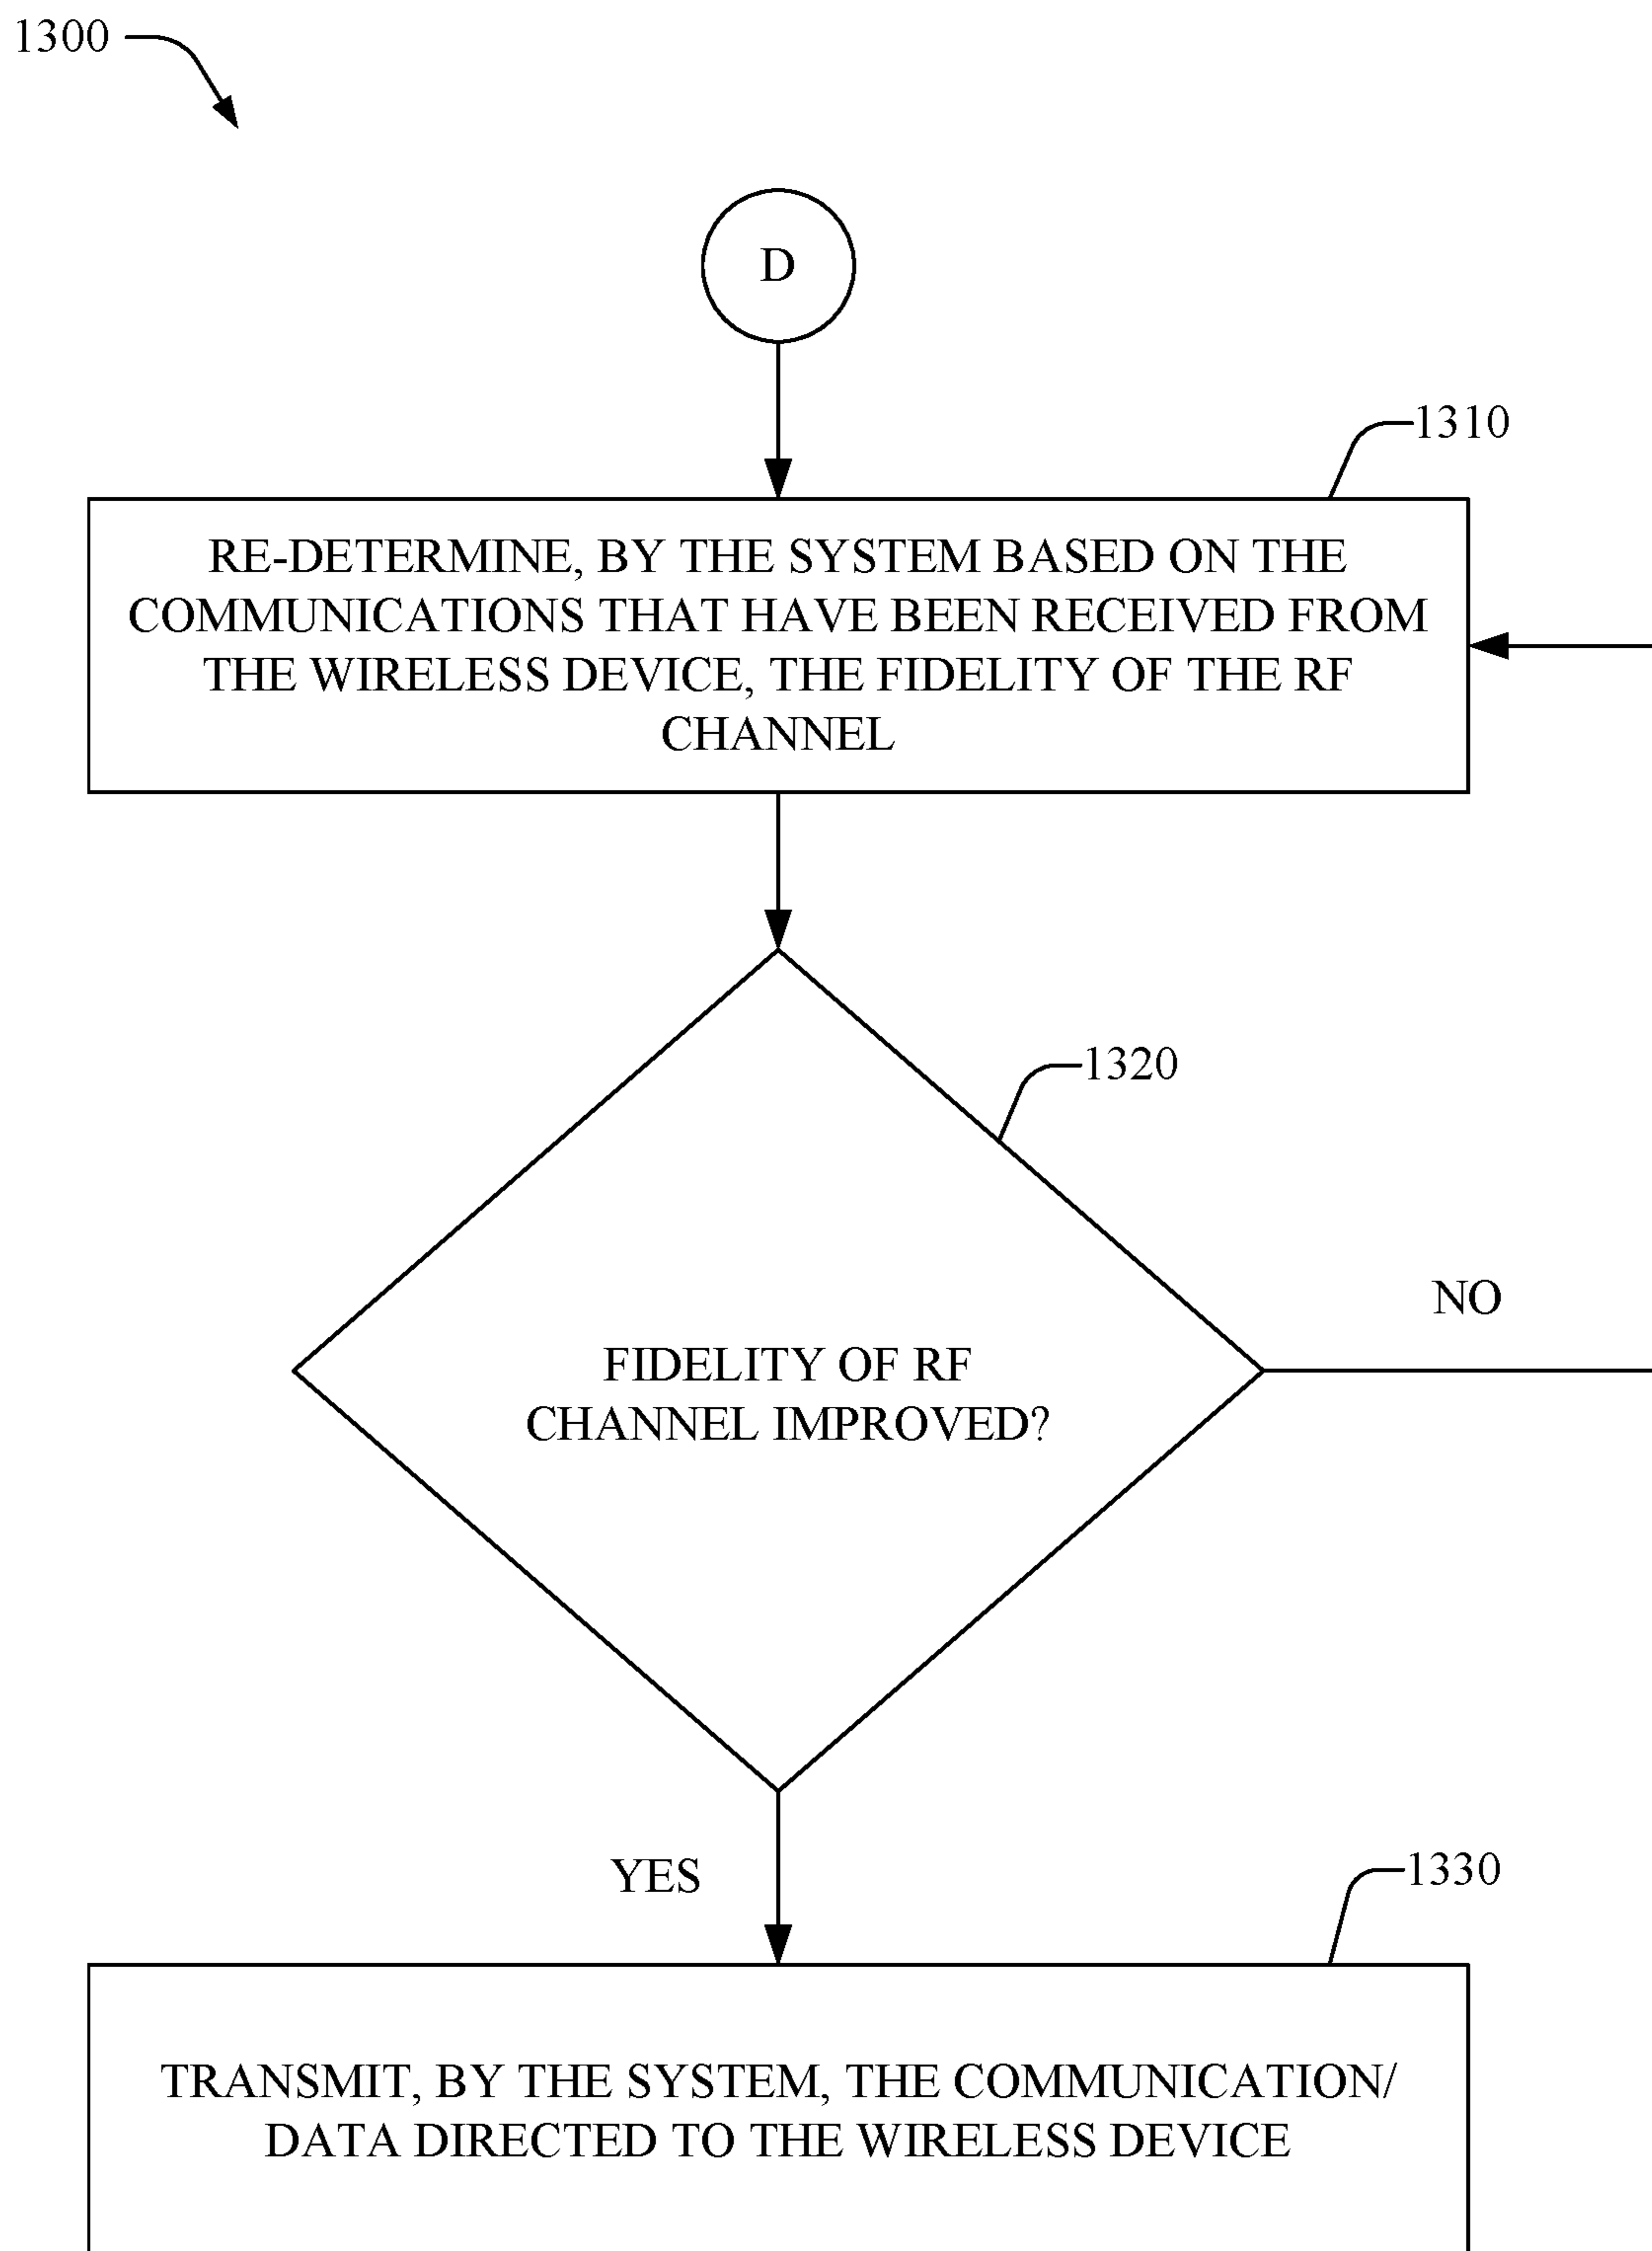 1300
D
1310
RE-DETERMINE, BY THE SYSTEM BASED ON THE
COMMUNICATIONS THAT HAVE BEEN RECEIVED FROM
THE WIRELESS DEVICE, THE FIDELITY OF THE RF
CHANNEL
1320
NO
FIDELITY OF RF
CHANNEL IMPROVED?
YES
1330
TRANSMIT, BY THE SYSTEM, THE COMMUNICATION/
DATA DIRECTED TO THE WIRELESS DEVICE